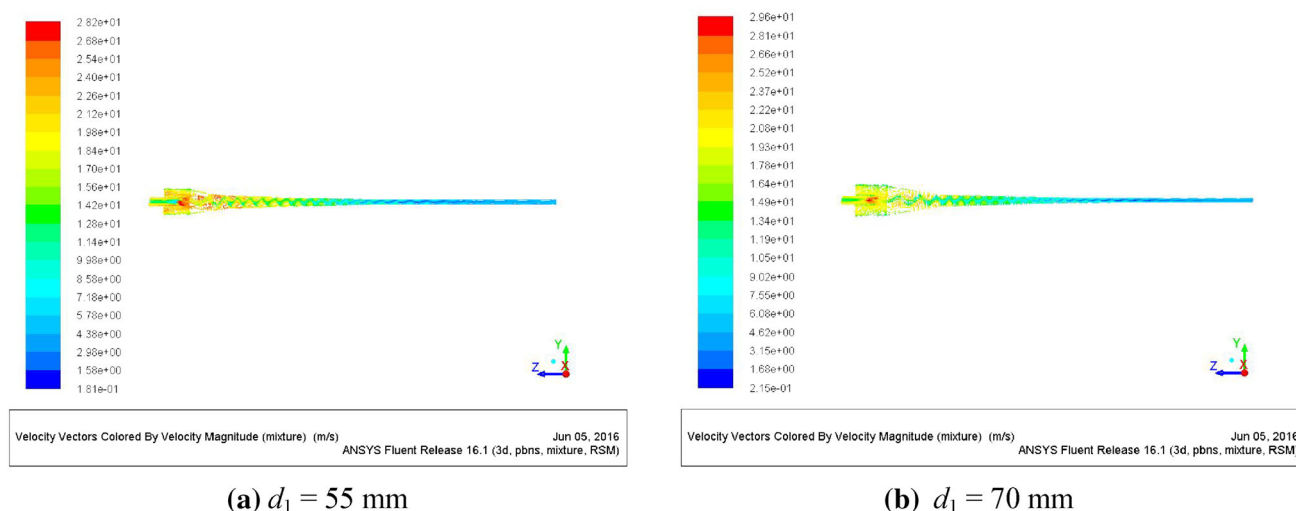 2.82e+01
2.68e+01
2.54e+01
2.40e+01
2.26e+01
2.12e+01
1.98e+01
1.84e+01
1.70e+01
1.56e+01
1.42e+01
1.28e+01
1.14e+01
9.98e+00
8.58e+00
7.18e+00
5.78e+00
4.38e+00
2.98e+00
1.58e+00
1.81e-01
Y
Z
X
Velocity Vectors Colored By Velocity Magnitude (mixture) (m/s)
Jun 05, 2016
ANSYS Fluent Release 16.1 (3d, pbns, mixture, RSM)
(a) d₁ = 55 mm
2.96e+01
2.81e+01
2.66e+01
2.52e+01
2.37e+01
2.22e+01
2.08e+01
1.93e+01
1.78e+01
1.64e+01
1.49e+01
1.34e+01
1.19e+01
1.05e+01
9.02e+00
7.55e+00
6.08e+00
4.62e+00
3.15e+00
1.68e+00
2.15e-01
Y
Z
X
Velocity Vectors Colored By Velocity Magnitude (mixture) (m/s)
Jun 05, 2016
ANSYS Fluent Release 16.1 (3d, pbns, mixture, RSM)
(b) d₁ = 70 mm